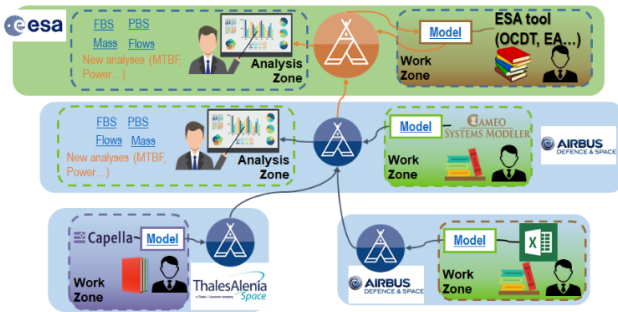 esa
FBS PBS
Mass Flows
New analyses (MTBF,
Power...)
Analysis
Zone
Model
Work
Zone
ESA tool
(OCDT, EA...)
FBS PBS
Flows Mass
New analyses (MTBF,
Power...)
Analysis
Zone
Model
CAMEO
SYSTEMS MODELER
Work
Zone
AIRBUS
DEFENCE & SPACE
Capella
Model
Work
Zone
ThalesAlenia
Space
AIRBUS
DEFENCE & SPACE
Model
X
Work
Zone